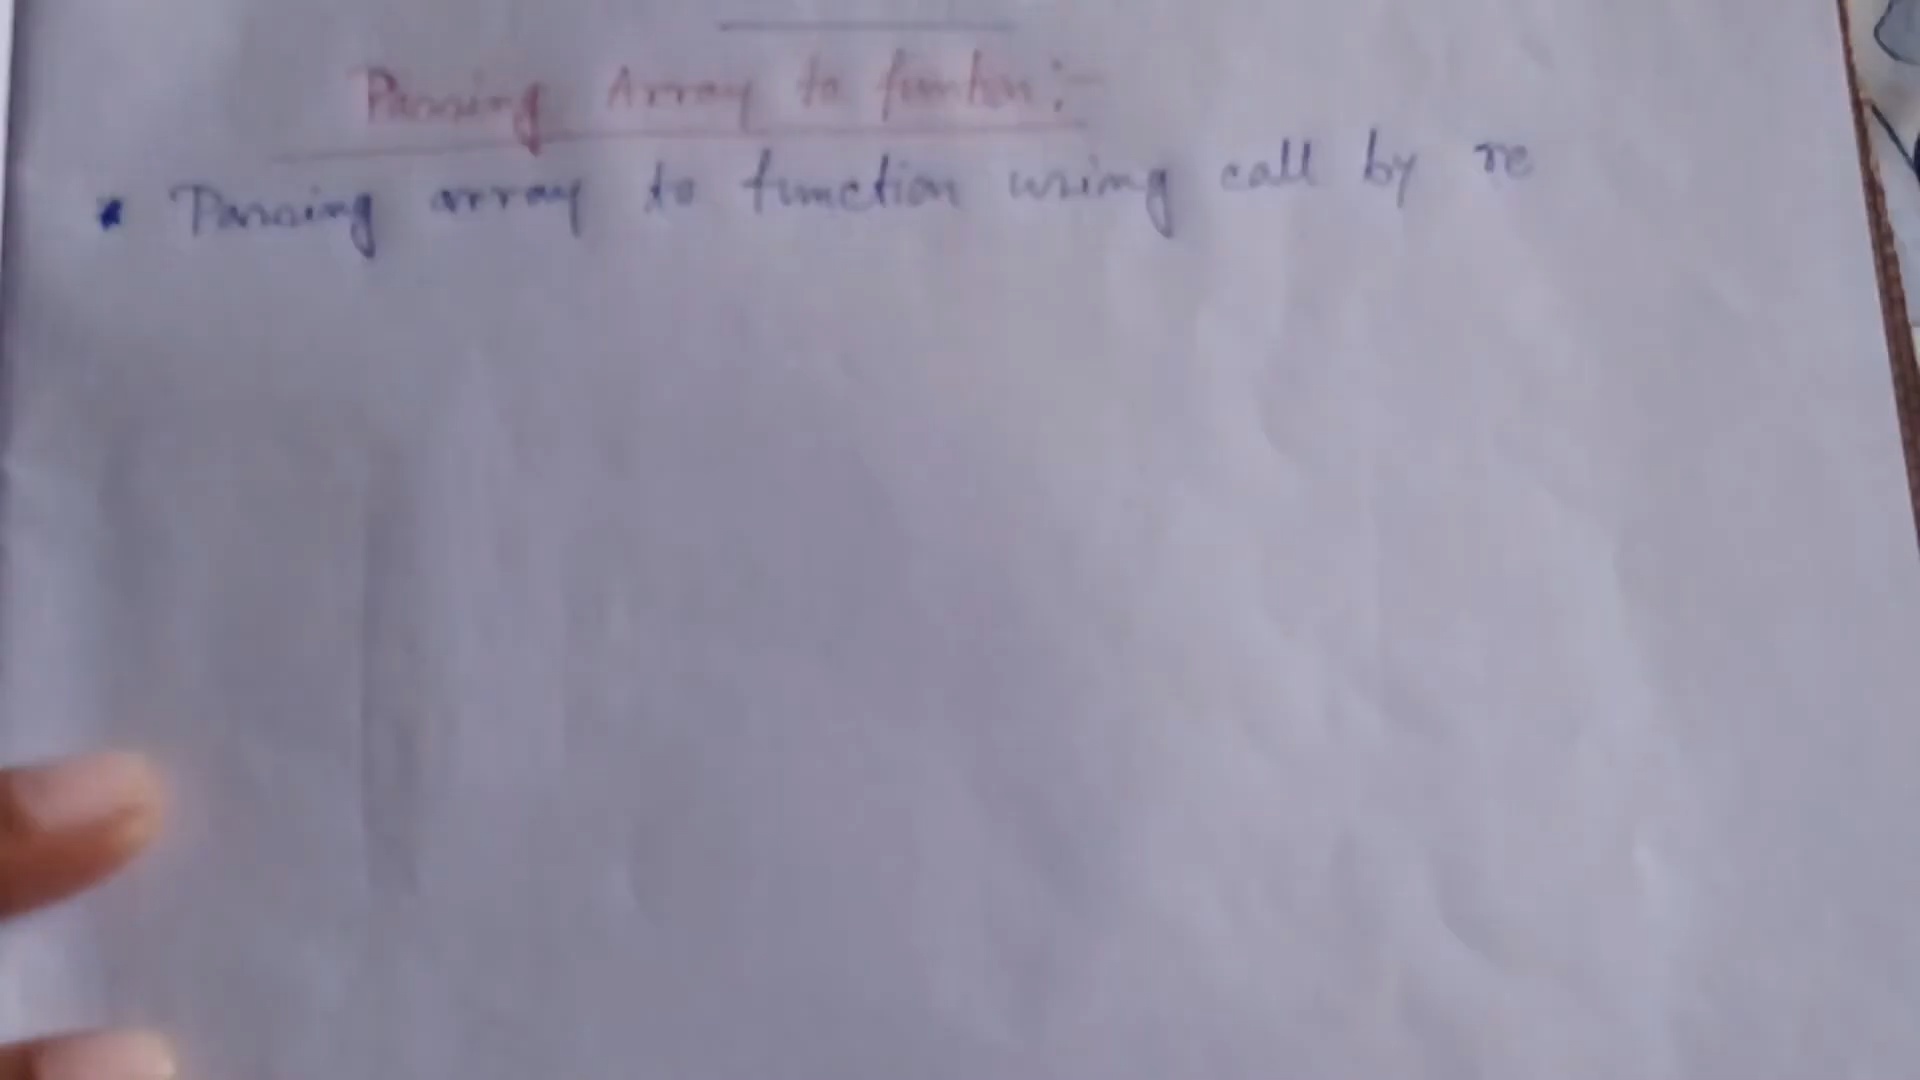 Passing Array to function:-
* Passing array to function using call by re